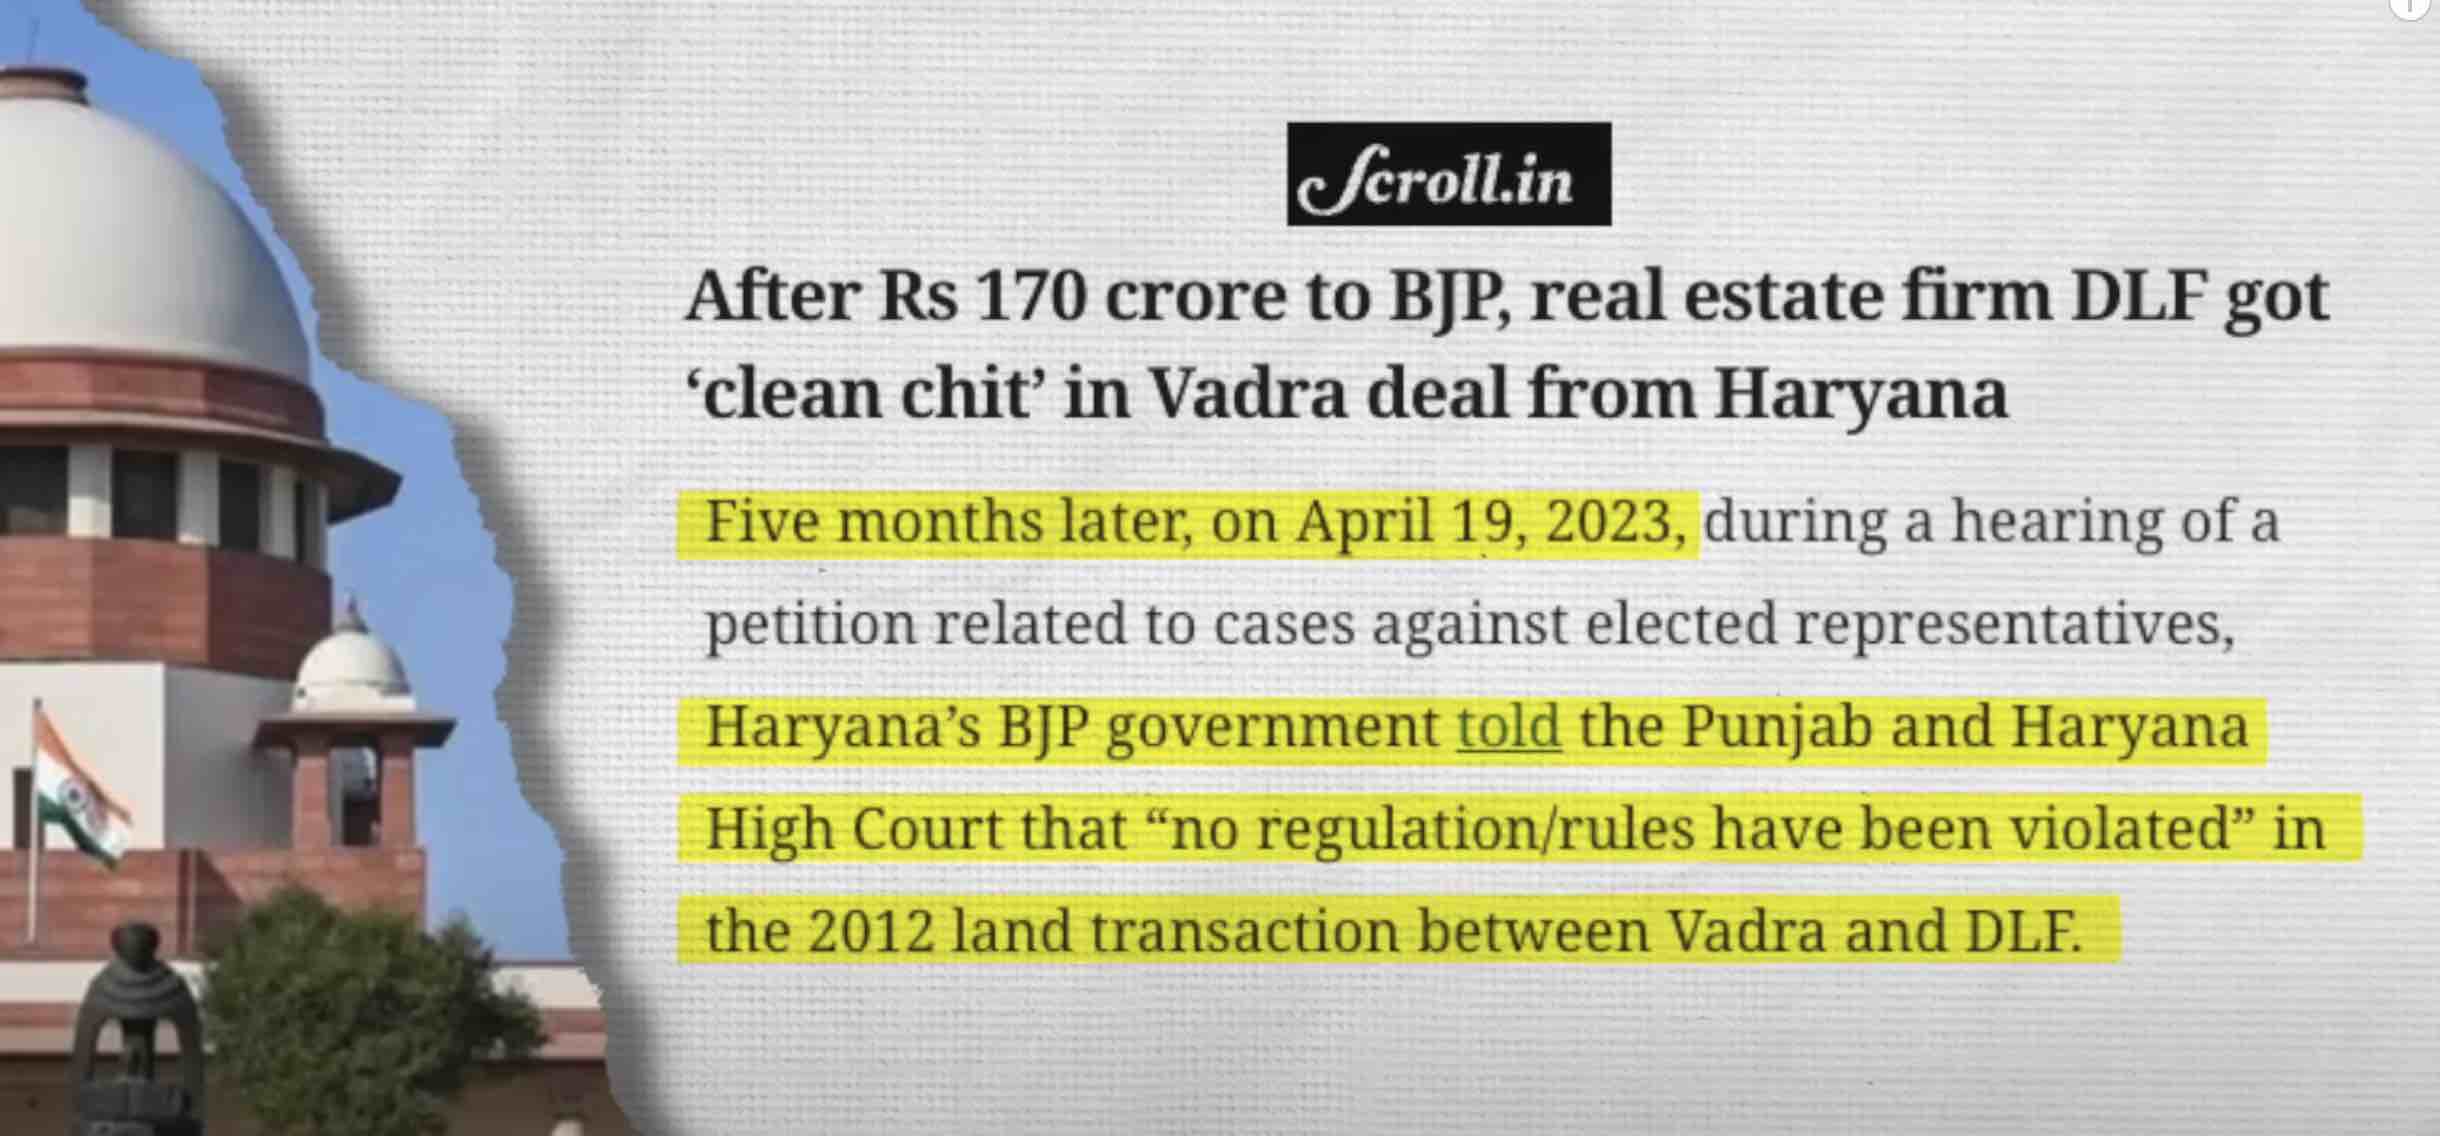 Scroll.in
After Rs 170 crore to BJP, real estate firm DLF got
‘clean chit’ in Vadra deal from Haryana
Five months later, on April 19, 2023, during a hearing of a
petition related to cases against elected representatives,
Haryana’s BJP government told the Punjab and Haryana
High Court that “no regulation/rules have been violated” in
the 2012 land transaction between Vadra and DLF.